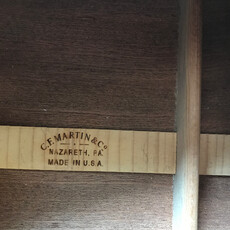 C.F. MARTIN & Co
NAZARETH, PA.
MADE IN U.S.A.